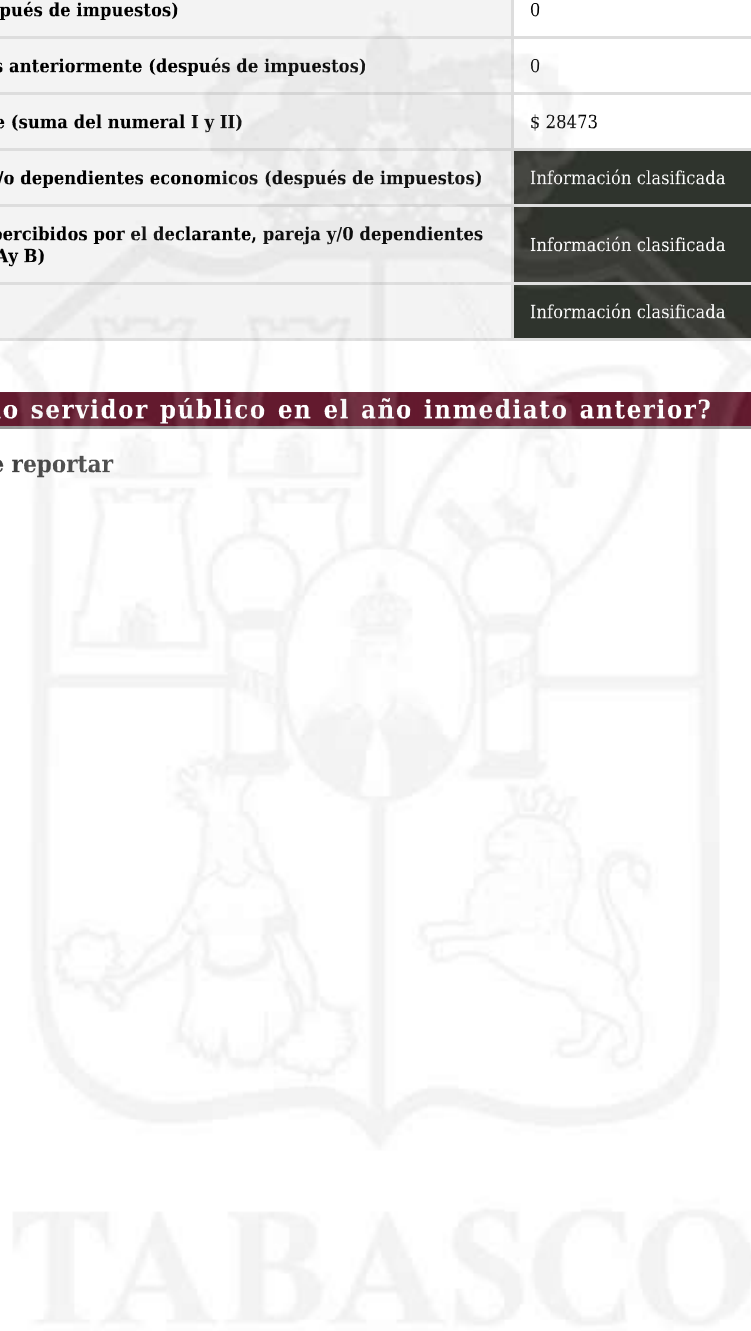 pués de impuestos) 0
s anteriormente (después de impuestos) 0
e (suma del numeral I y II) $ 28473
/o dependientes economicos (después de impuestos) Información clasificada
percibidos por el declarante, pareja y/0 dependientes
Ay B) Información clasificada
Información clasificada
o servidor público en el año inmediato anterior?
e reportar
TABASCO